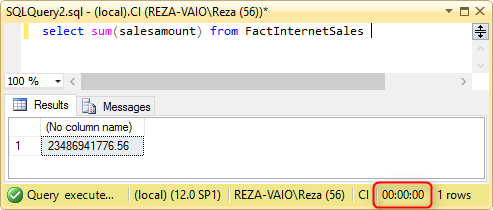 SQLQuery2.sql - (local).CI (REZA-VAIO\Reza (56))*
select sum(salesamount) from FactInternetSales
100 %
Results Messages
(No column name)
1 23486941776.56
Query execute... (local) (12.0 SP1) REZA-VAIO\Reza (56) CI 00:00:00 1 rows